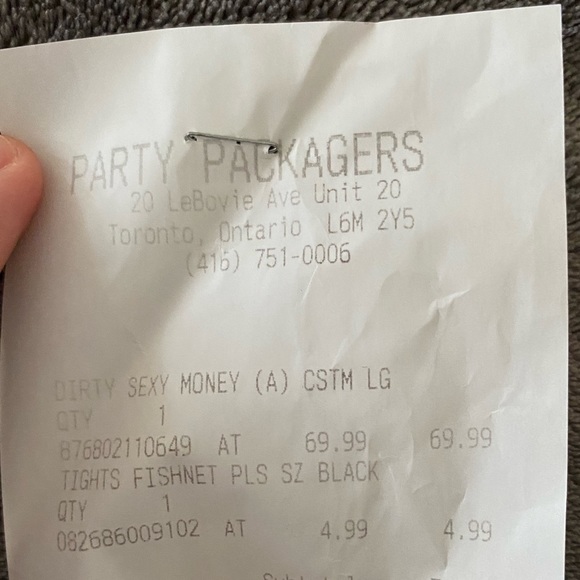 PARTY PACKAGERS
20 LeBovie Ave Unit 20
Toronto, Ontario L6M 2Y5
(416) 751-0006
DIRTY SEXY MONEY (A) CSTM LG
QTY 1
876802110649 AT 69.99 69.99
TIGHTS FISHNET PLS SZ BLACK
QTY 1
082686009102 AT 4.99 4.99